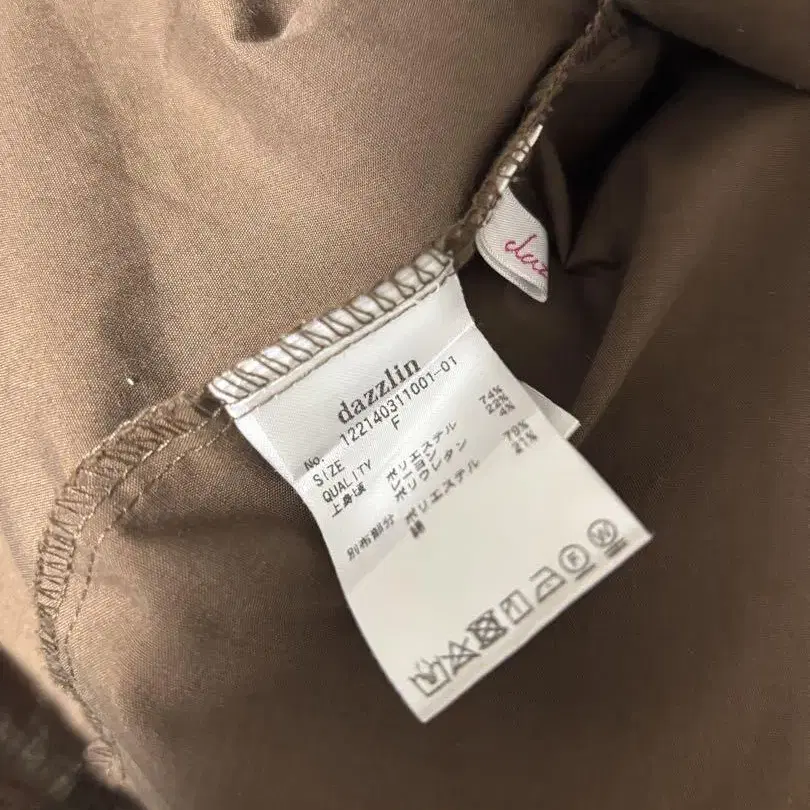 dazzlin
No. 122140311001-01
SIZE F
QUALITY
上身頃 ポリエステル 74%
レーヨン 22%
ポリウレタン 4%
別布部分 ポリエステル 79%
綿 21%
F W